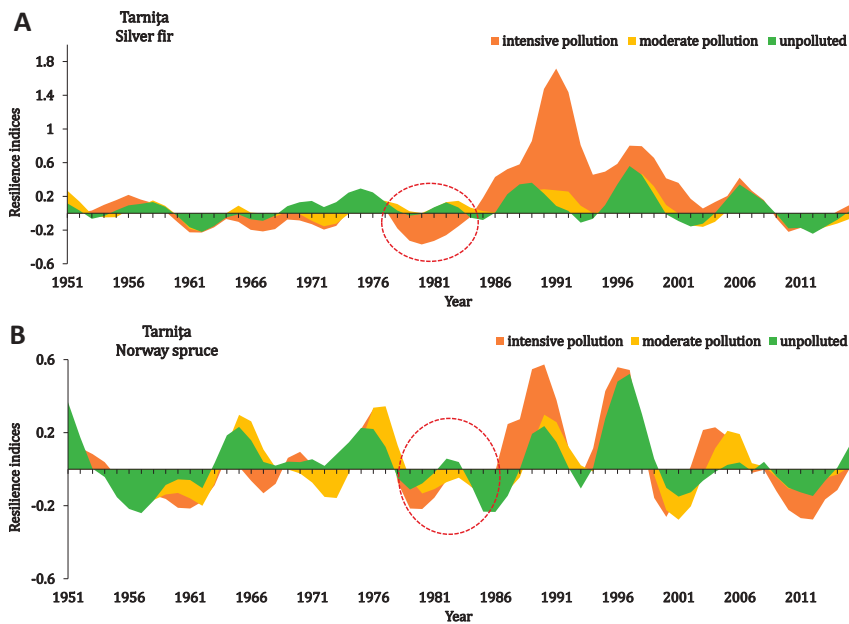 A
Tarnița
Silver fir
intensive pollution moderate pollution unpolluted
Resilience indices
1.8
1.4
1
0.6
0.2
-0.2
-0.6
1951 1956 1961 1966 1971 1976 1981 1986 1991 1996 2001 2006 2011
Year
B
Tarnița
Norway spruce
intensive pollution moderate pollution unpolluted
Resilience indices
0.6
0.2
-0.2
-0.6
1951 1956 1961 1966 1971 1976 1981 1986 1991 1996 2001 2006 2011
Year